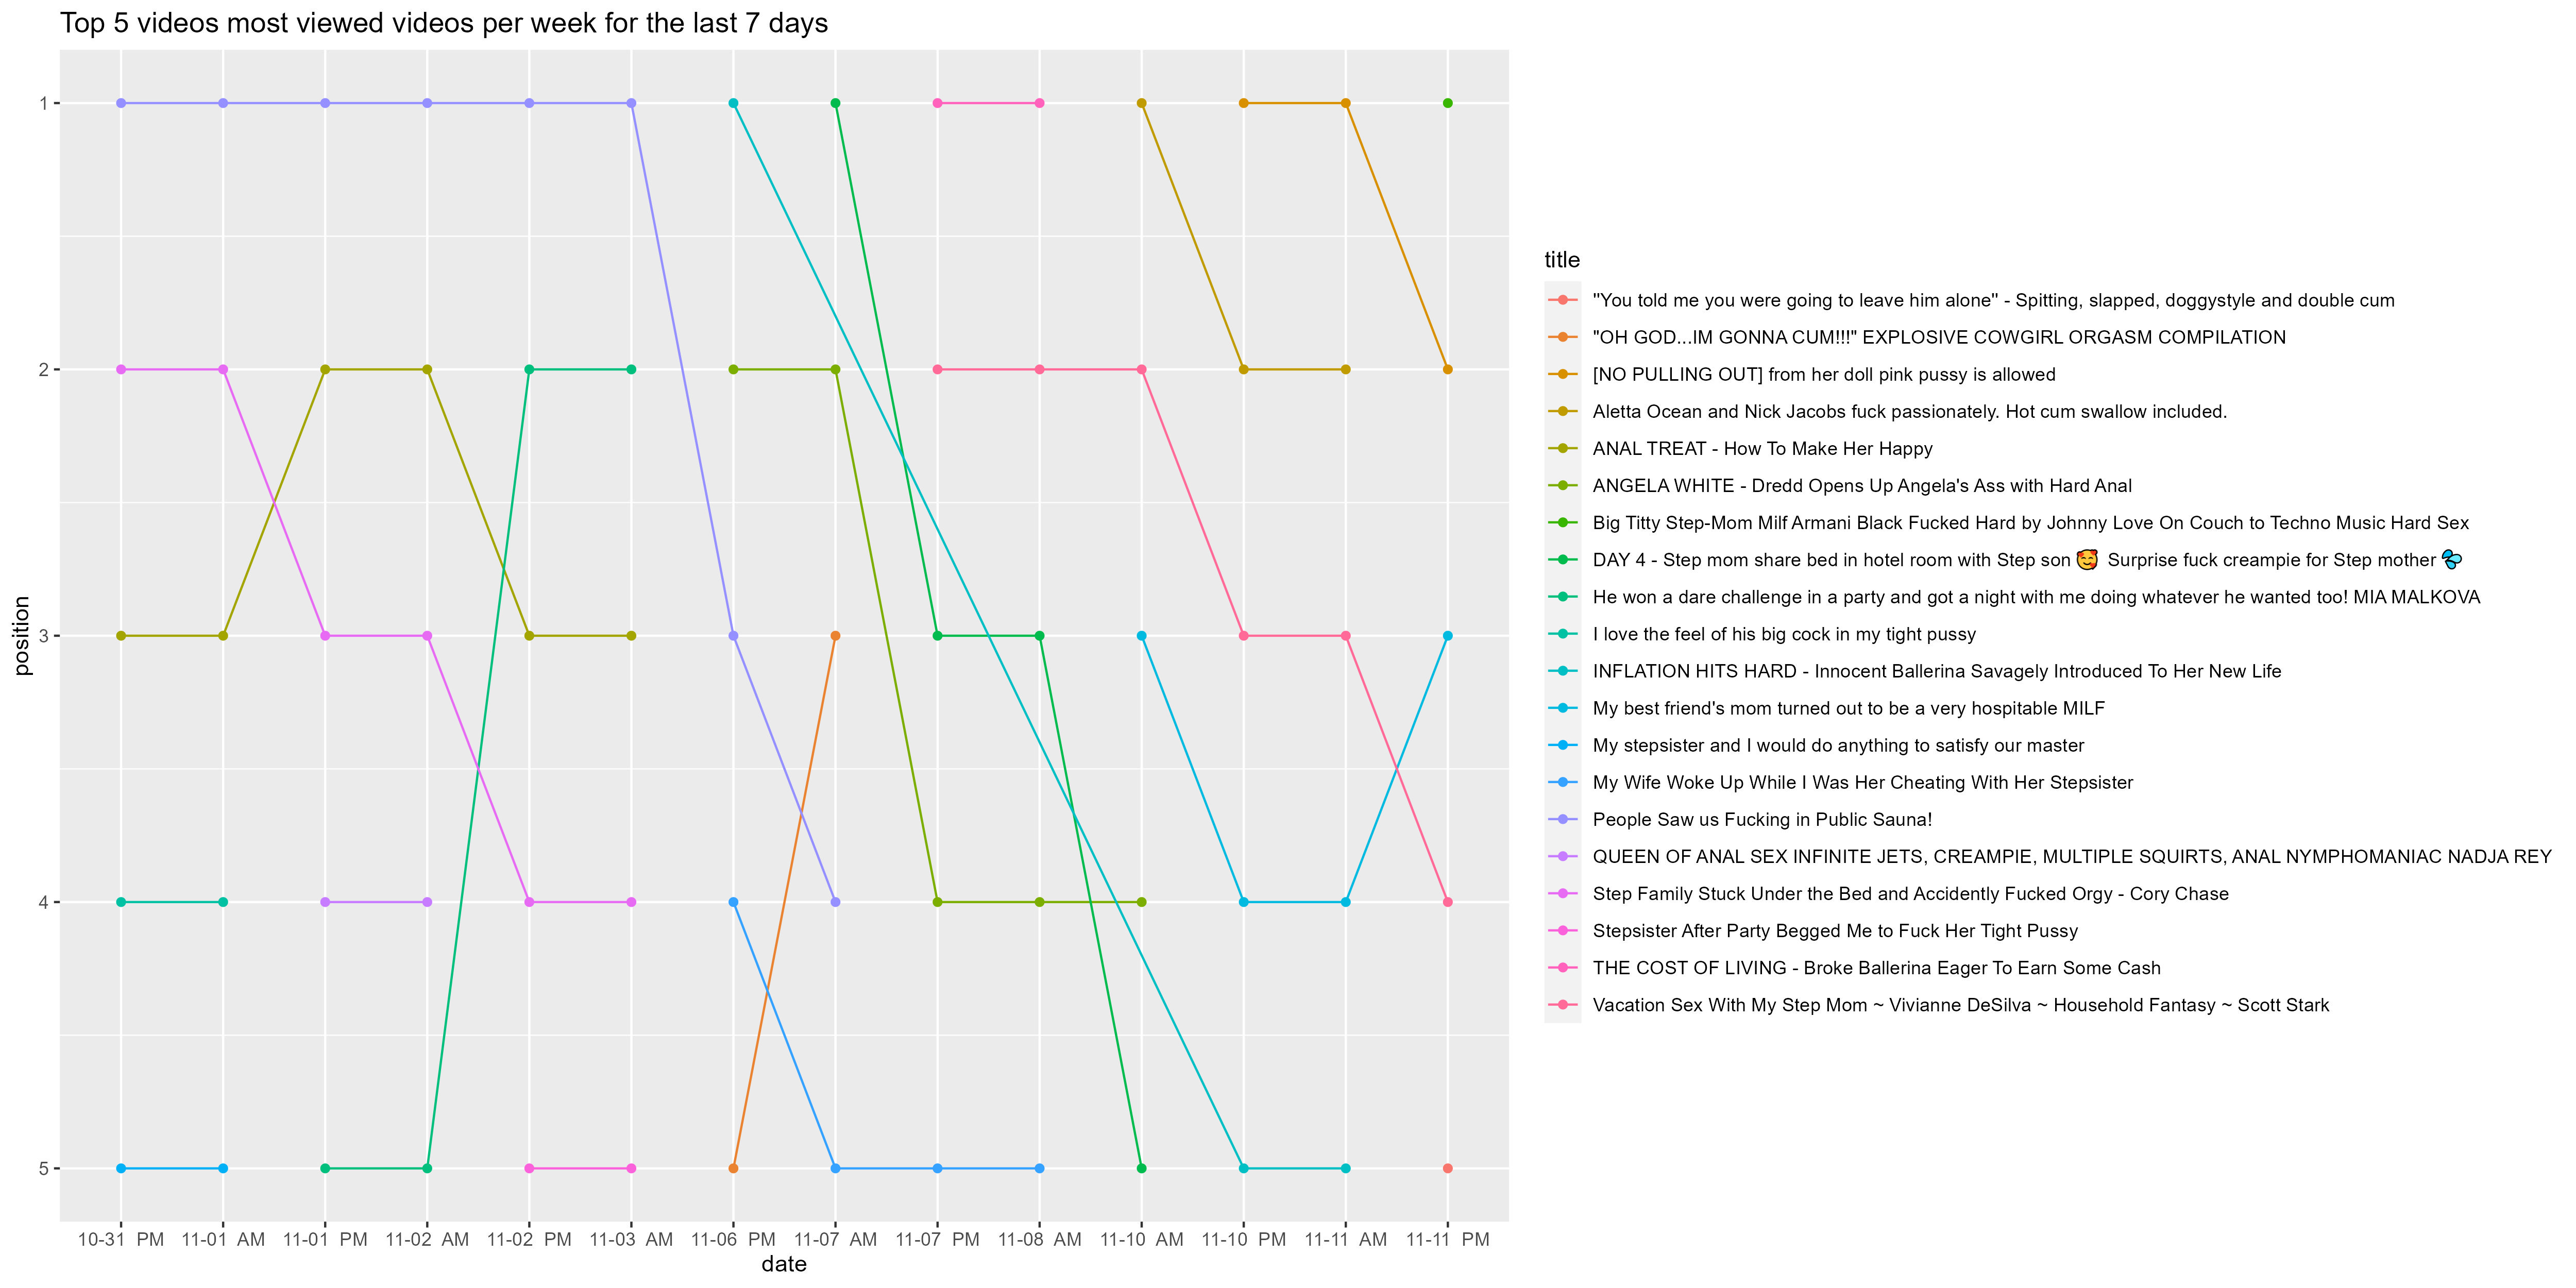 Top 5 videos most viewed videos per week for the last 7 days
position
1
2
3
4
5
10-31 PM 11-01 AM 11-01 PM 11-02 AM 11-02 PM 11-03 AM 11-06 PM 11-07 AM 11-07 PM 11-08 AM 11-10 AM 11-10 PM 11-11 AM 11-11 PM
date
title
"You told me you were going to leave him alone" - Spitting, slapped, doggystyle and double cum
"OH GOD...IM GONNA CUM!!!" EXPLOSIVE COWGIRL ORGASM COMPILATION
[NO PULLING OUT] from her doll pink pussy is allowed
Aletta Ocean and Nick Jacobs fuck passionately. Hot cum swallow included.
ANAL TREAT - How To Make Her Happy
ANGELA WHITE - Dredd Opens Up Angela's Ass with Hard Anal
Big Titty Step-Mom Milf Armani Black Fucked Hard by Johnny Love On Couch to Techno Music Hard Sex
DAY 4 - Step mom share bed in hotel room with Step son 🥰 Surprise fuck creampie for Step mother 💦
He won a dare challenge in a party and got a night with me doing whatever he wanted too! MIA MALKOVA
I love the feel of his big cock in my tight pussy
INFLATION HITS HARD - Innocent Ballerina Savagely Introduced To Her New Life
My best friend's mom turned out to be a very hospitable MILF
My stepsister and I would do anything to satisfy our master
My Wife Woke Up While I Was Her Cheating With Her Stepsister
People Saw us Fucking in Public Sauna!
QUEEN OF ANAL SEX INFINITE JETS, CREAMPIE, MULTIPLE SQUIRTS, ANAL NYMPHOMANIAC NADJA REY
Step Family Stuck Under the Bed and Accidently Fucked Orgy - Cory Chase
Stepsister After Party Begged Me to Fuck Her Tight Pussy
THE COST OF LIVING - Broke Ballerina Eager To Earn Some Cash
Vacation Sex With My Step Mom ~ Vivianne DeSilva ~ Household Fantasy ~ Scott Stark